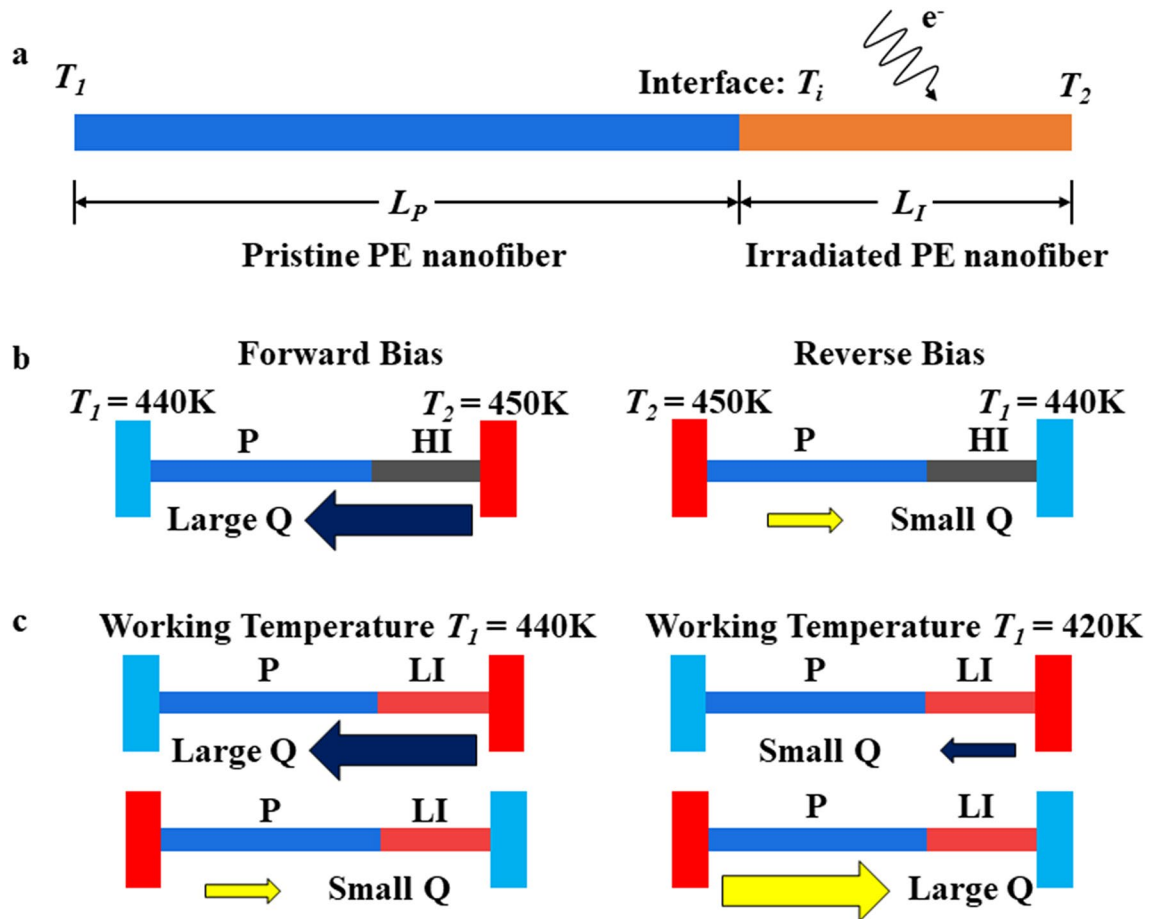 a
e⁻
T₁
Interface: Tᵢ
T₂
L_P
L_I
Pristine PE nanofiber
Irradiated PE nanofiber
b
Forward Bias
Reverse Bias
T₁ = 440K
T₂ = 450K
T₂ = 450K
T₁ = 440K
P
HI
P
HI
Large Q
Small Q
c
Working Temperature T₁ = 440K
Working Temperature T₁ = 420K
P
LI
P
LI
Large Q
Small Q
P
LI
P
LI
Small Q
Large Q